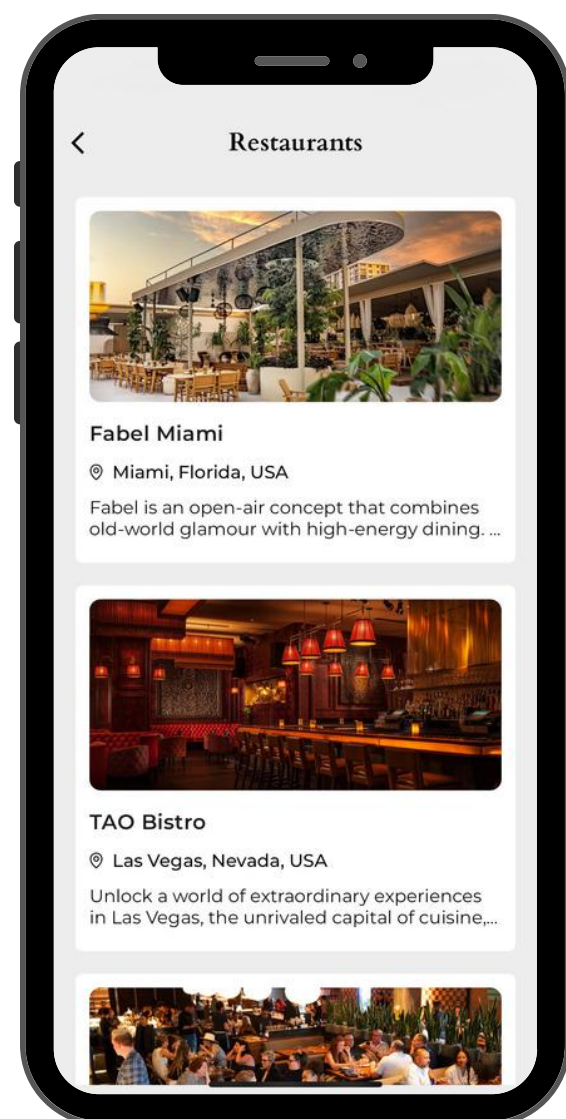 Restaurants
Fabel Miami
Miami, Florida, USA
Fabel is an open-air concept that combines
old-world glamour with high-energy dining. ...
TAO Bistro
Las Vegas, Nevada, USA
Unlock a world of extraordinary experiences
in Las Vegas, the unrivaled capital of cuisine,...